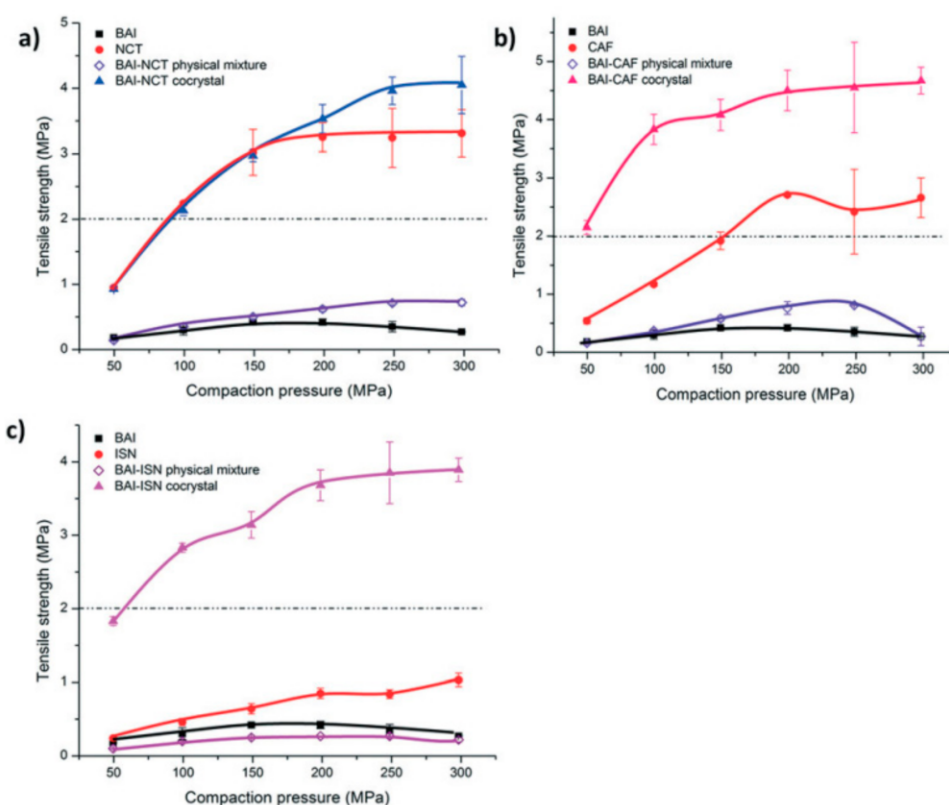 a)
BAI
NCT
BAI-NCT physical mixture
BAI-NCT cocrystal
Tensile strength (MPa)
5
4
3
2
1
0
50 100 150 200 250 300
Compaction pressure (MPa)
b)
BAI
CAF
BAI-CAF physical mixture
BAI-CAF cocrystal
Tensile strength (MPa)
5
4
3
2
1
0
50 100 150 200 250 300
Compaction pressure (MPa)
c)
BAI
ISN
BAI-ISN physical mixture
BAI-ISN cocrystal
Tensile strength (MPa)
4
3
2
1
0
50 100 150 200 250 300
Compaction pressure (MPa)